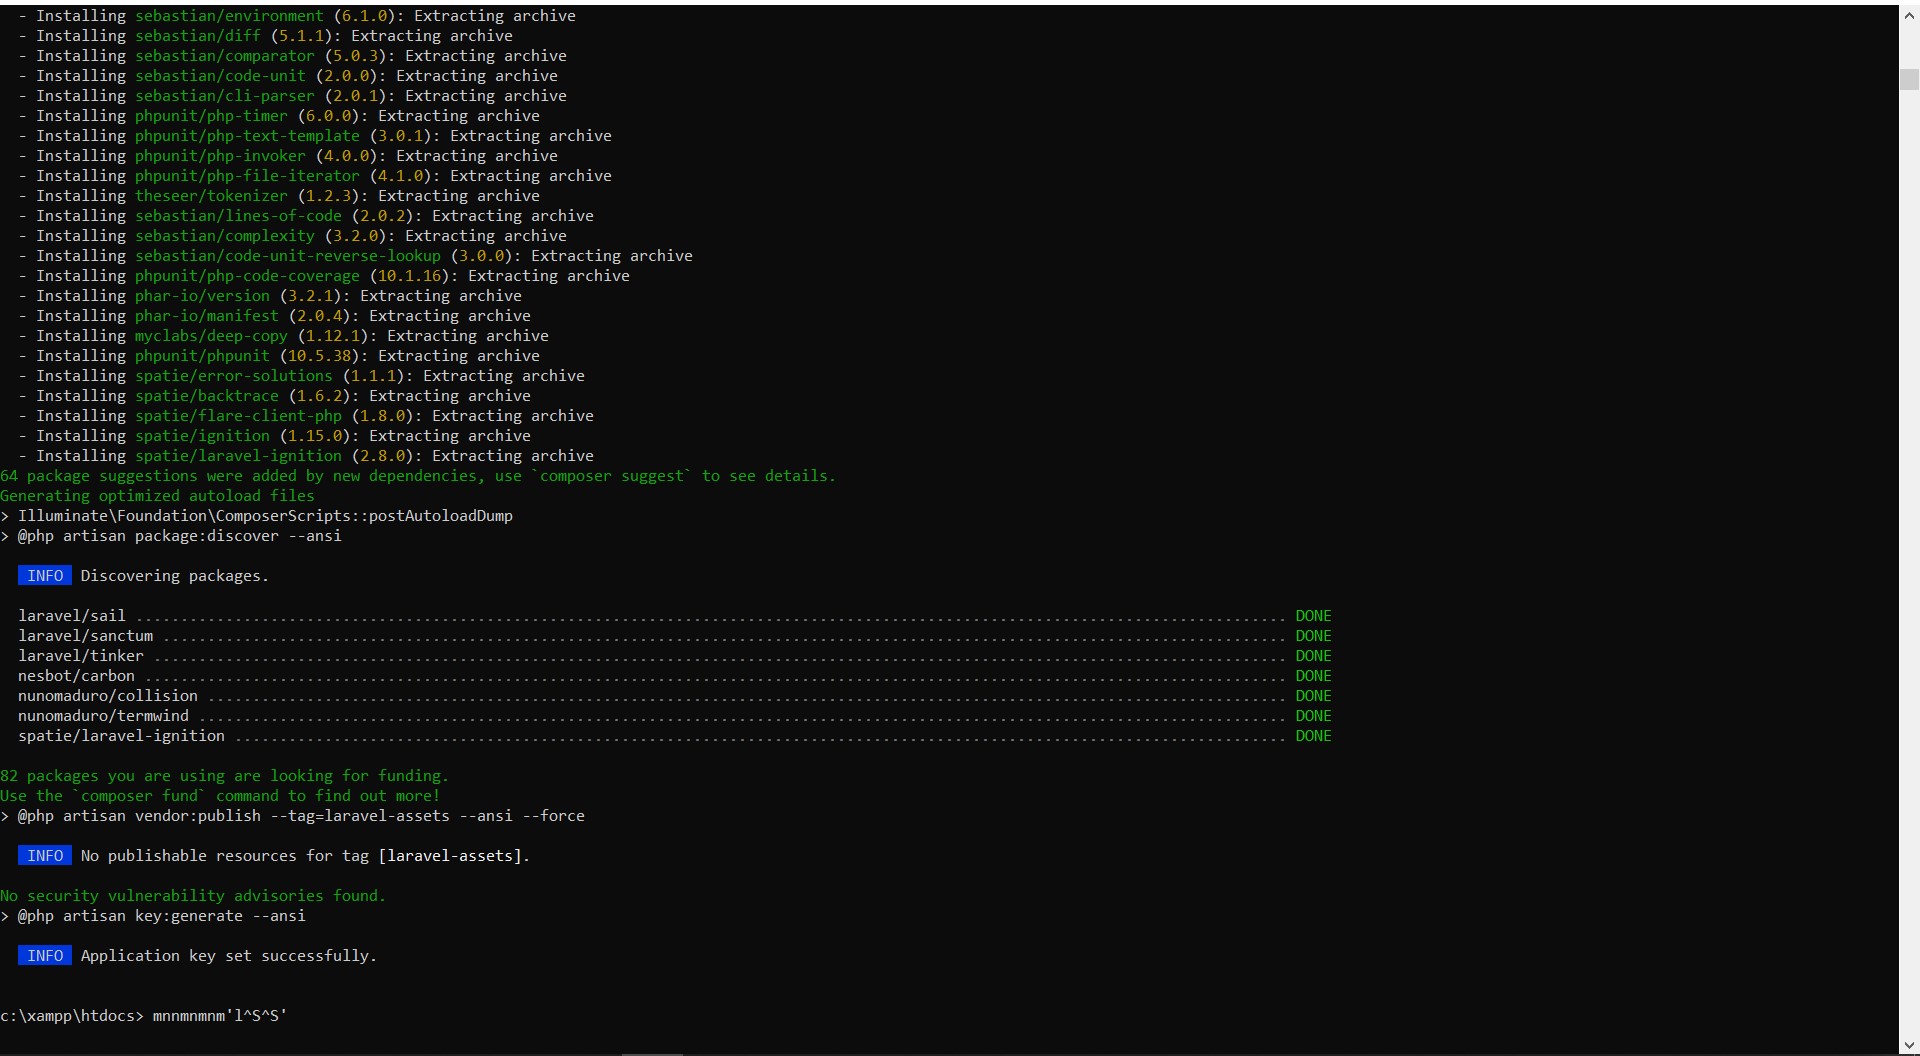 - Installing sebastian/environment (6.1.0): Extracting archive
- Installing sebastian/diff (5.1.1): Extracting archive
- Installing sebastian/comparator (5.0.3): Extracting archive
- Installing sebastian/code-unit (2.0.0): Extracting archive
- Installing sebastian/cli-parser (2.0.1): Extracting archive
- Installing phpunit/php-timer (6.0.0): Extracting archive
- Installing phpunit/php-text-template (3.0.1): Extracting archive
- Installing phpunit/php-invoker (4.0.0): Extracting archive
- Installing phpunit/php-file-iterator (4.1.0): Extracting archive
- Installing theseer/tokenizer (1.2.3): Extracting archive
- Installing sebastian/lines-of-code (2.0.2): Extracting archive
- Installing sebastian/complexity (3.2.0): Extracting archive
- Installing sebastian/code-unit-reverse-lookup (3.0.0): Extracting archive
- Installing phpunit/php-code-coverage (10.1.16): Extracting archive
- Installing phar-io/version (3.2.1): Extracting archive
- Installing phar-io/manifest (2.0.4): Extracting archive
- Installing myclabs/deep-copy (1.12.1): Extracting archive
- Installing phpunit/phpunit (10.5.38): Extracting archive
- Installing spatie/error-solutions (1.1.1): Extracting archive
- Installing spatie/backtrace (1.6.2): Extracting archive
- Installing spatie/flare-client-php (1.8.0): Extracting archive
- Installing spatie/ignition (1.15.0): Extracting archive
- Installing spatie/laravel-ignition (2.8.0): Extracting archive
64 package suggestions were added by new dependencies, use `composer suggest` to see details.
Generating optimized autoload files
> Illuminate\Foundation\ComposerScripts::postAutoloadDump
> @php artisan package:discover --ansi
INFO Discovering packages.
laravel/sail ................................................................................................................................ DONE
laravel/sanctum ............................................................................................................................. DONE
laravel/tinker .............................................................................................................................. DONE
nesbot/carbon ............................................................................................................................... DONE
nunomaduro/collision ........................................................................................................................ DONE
nunomaduro/termwind ......................................................................................................................... DONE
spatie/laravel-ignition ..................................................................................................................... DONE
82 packages you are using are looking for funding.
Use the `composer fund` command to find out more!
> @php artisan vendor:publish --tag=laravel-assets --ansi --force
INFO No publishable resources for tag [laravel-assets].
No security vulnerability advisories found.
> @php artisan key:generate --ansi
INFO Application key set successfully.
c:\xampp\htdocs> mnnmnmnm'l^S^S'